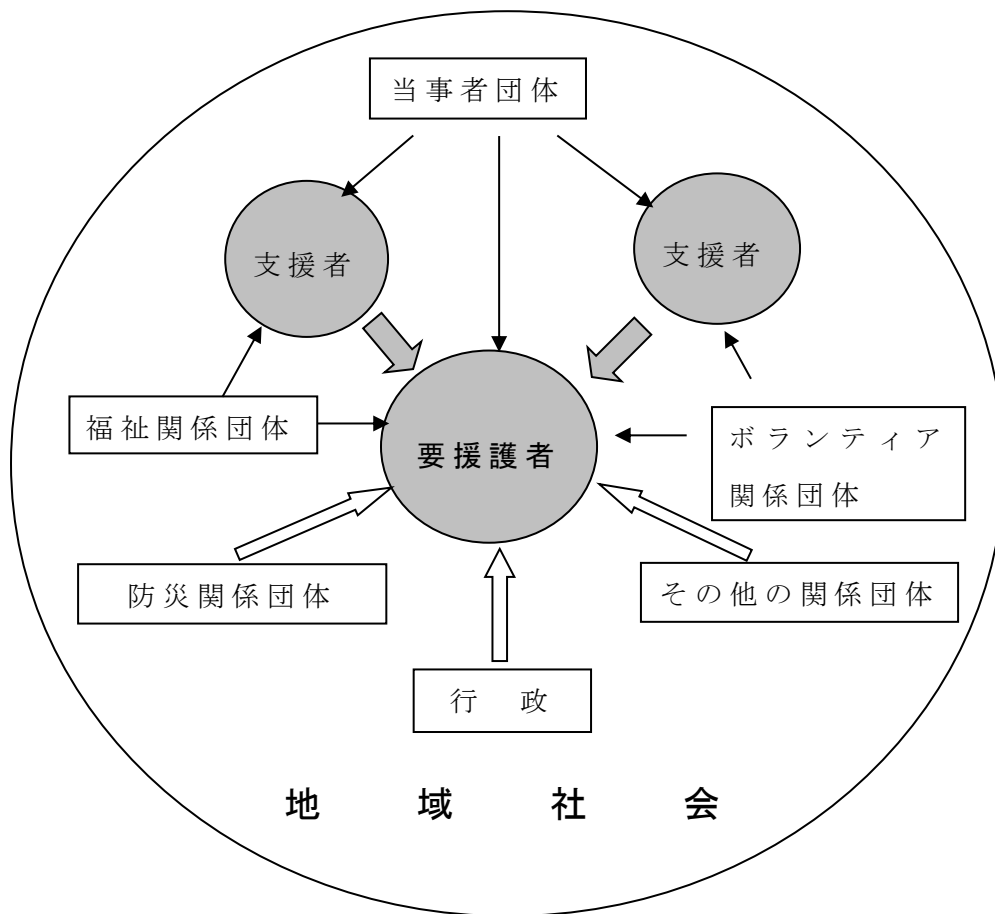 当事者団体
支援者
支援者
福祉関係団体
要援護者
ボランティア
関係団体
防災関係団体
その他の関係団体
行　政
地　域　社　会